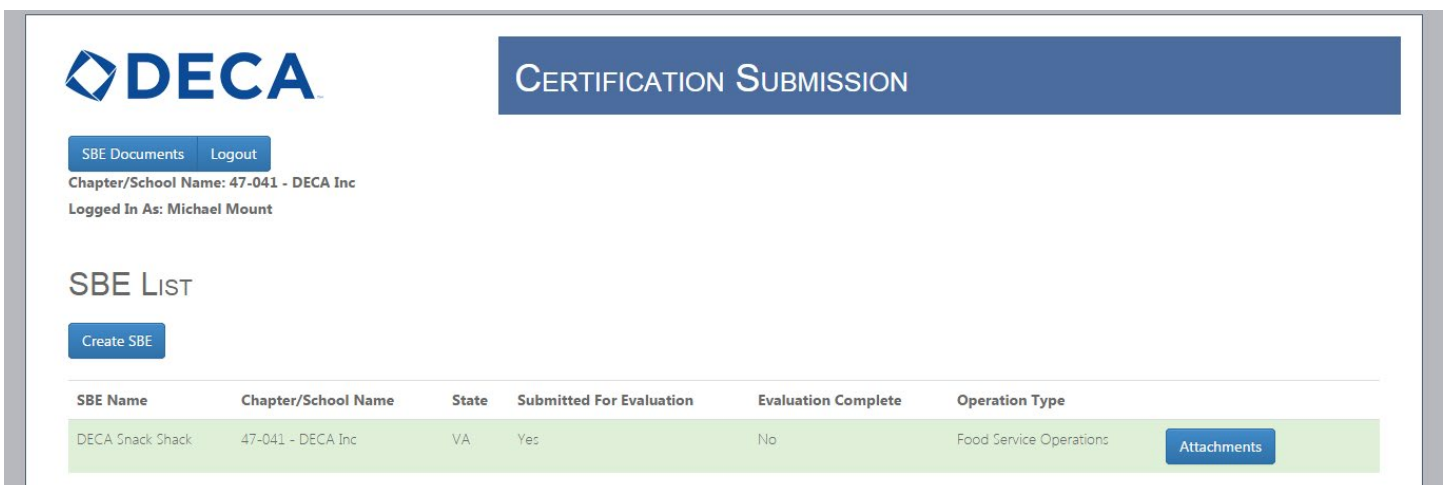 DECA
CERTIFICATION SUBMISSION
SBE Documents Logout
Chapter/School Name: 47-041 - DECA Inc
Logged In As: Michael Mount
SBE LIST
Create SBE
SBE Name Chapter/School Name State Submitted For Evaluation Evaluation Complete Operation Type
DECA Snack Shack 47-041 - DECA Inc VA Yes No Food Service Operations Attachments